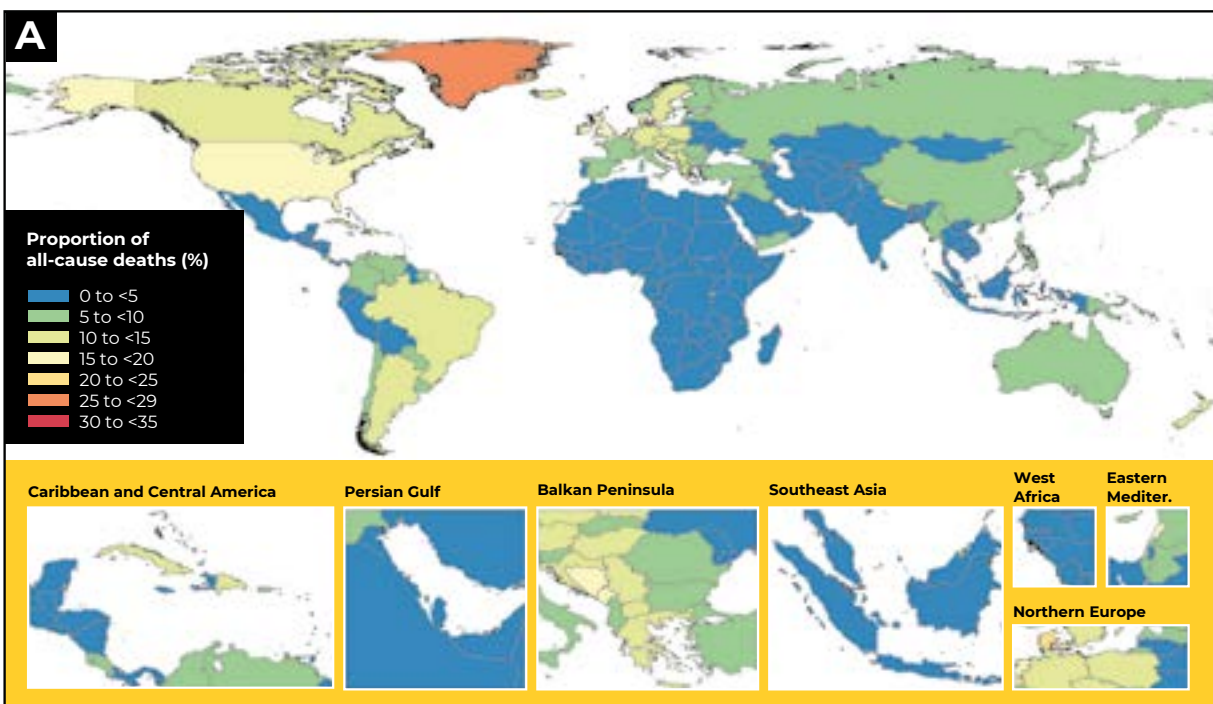 A
Proportion of
all-cause deaths (%)
0 to <5
5 to <10
10 to <15
15 to <20
20 to <25
25 to <29
30 to <35
Caribbean and Central America
Persian Gulf
Balkan Peninsula
Southeast Asia
West
Africa
Eastern
Mediter.
Northern Europe